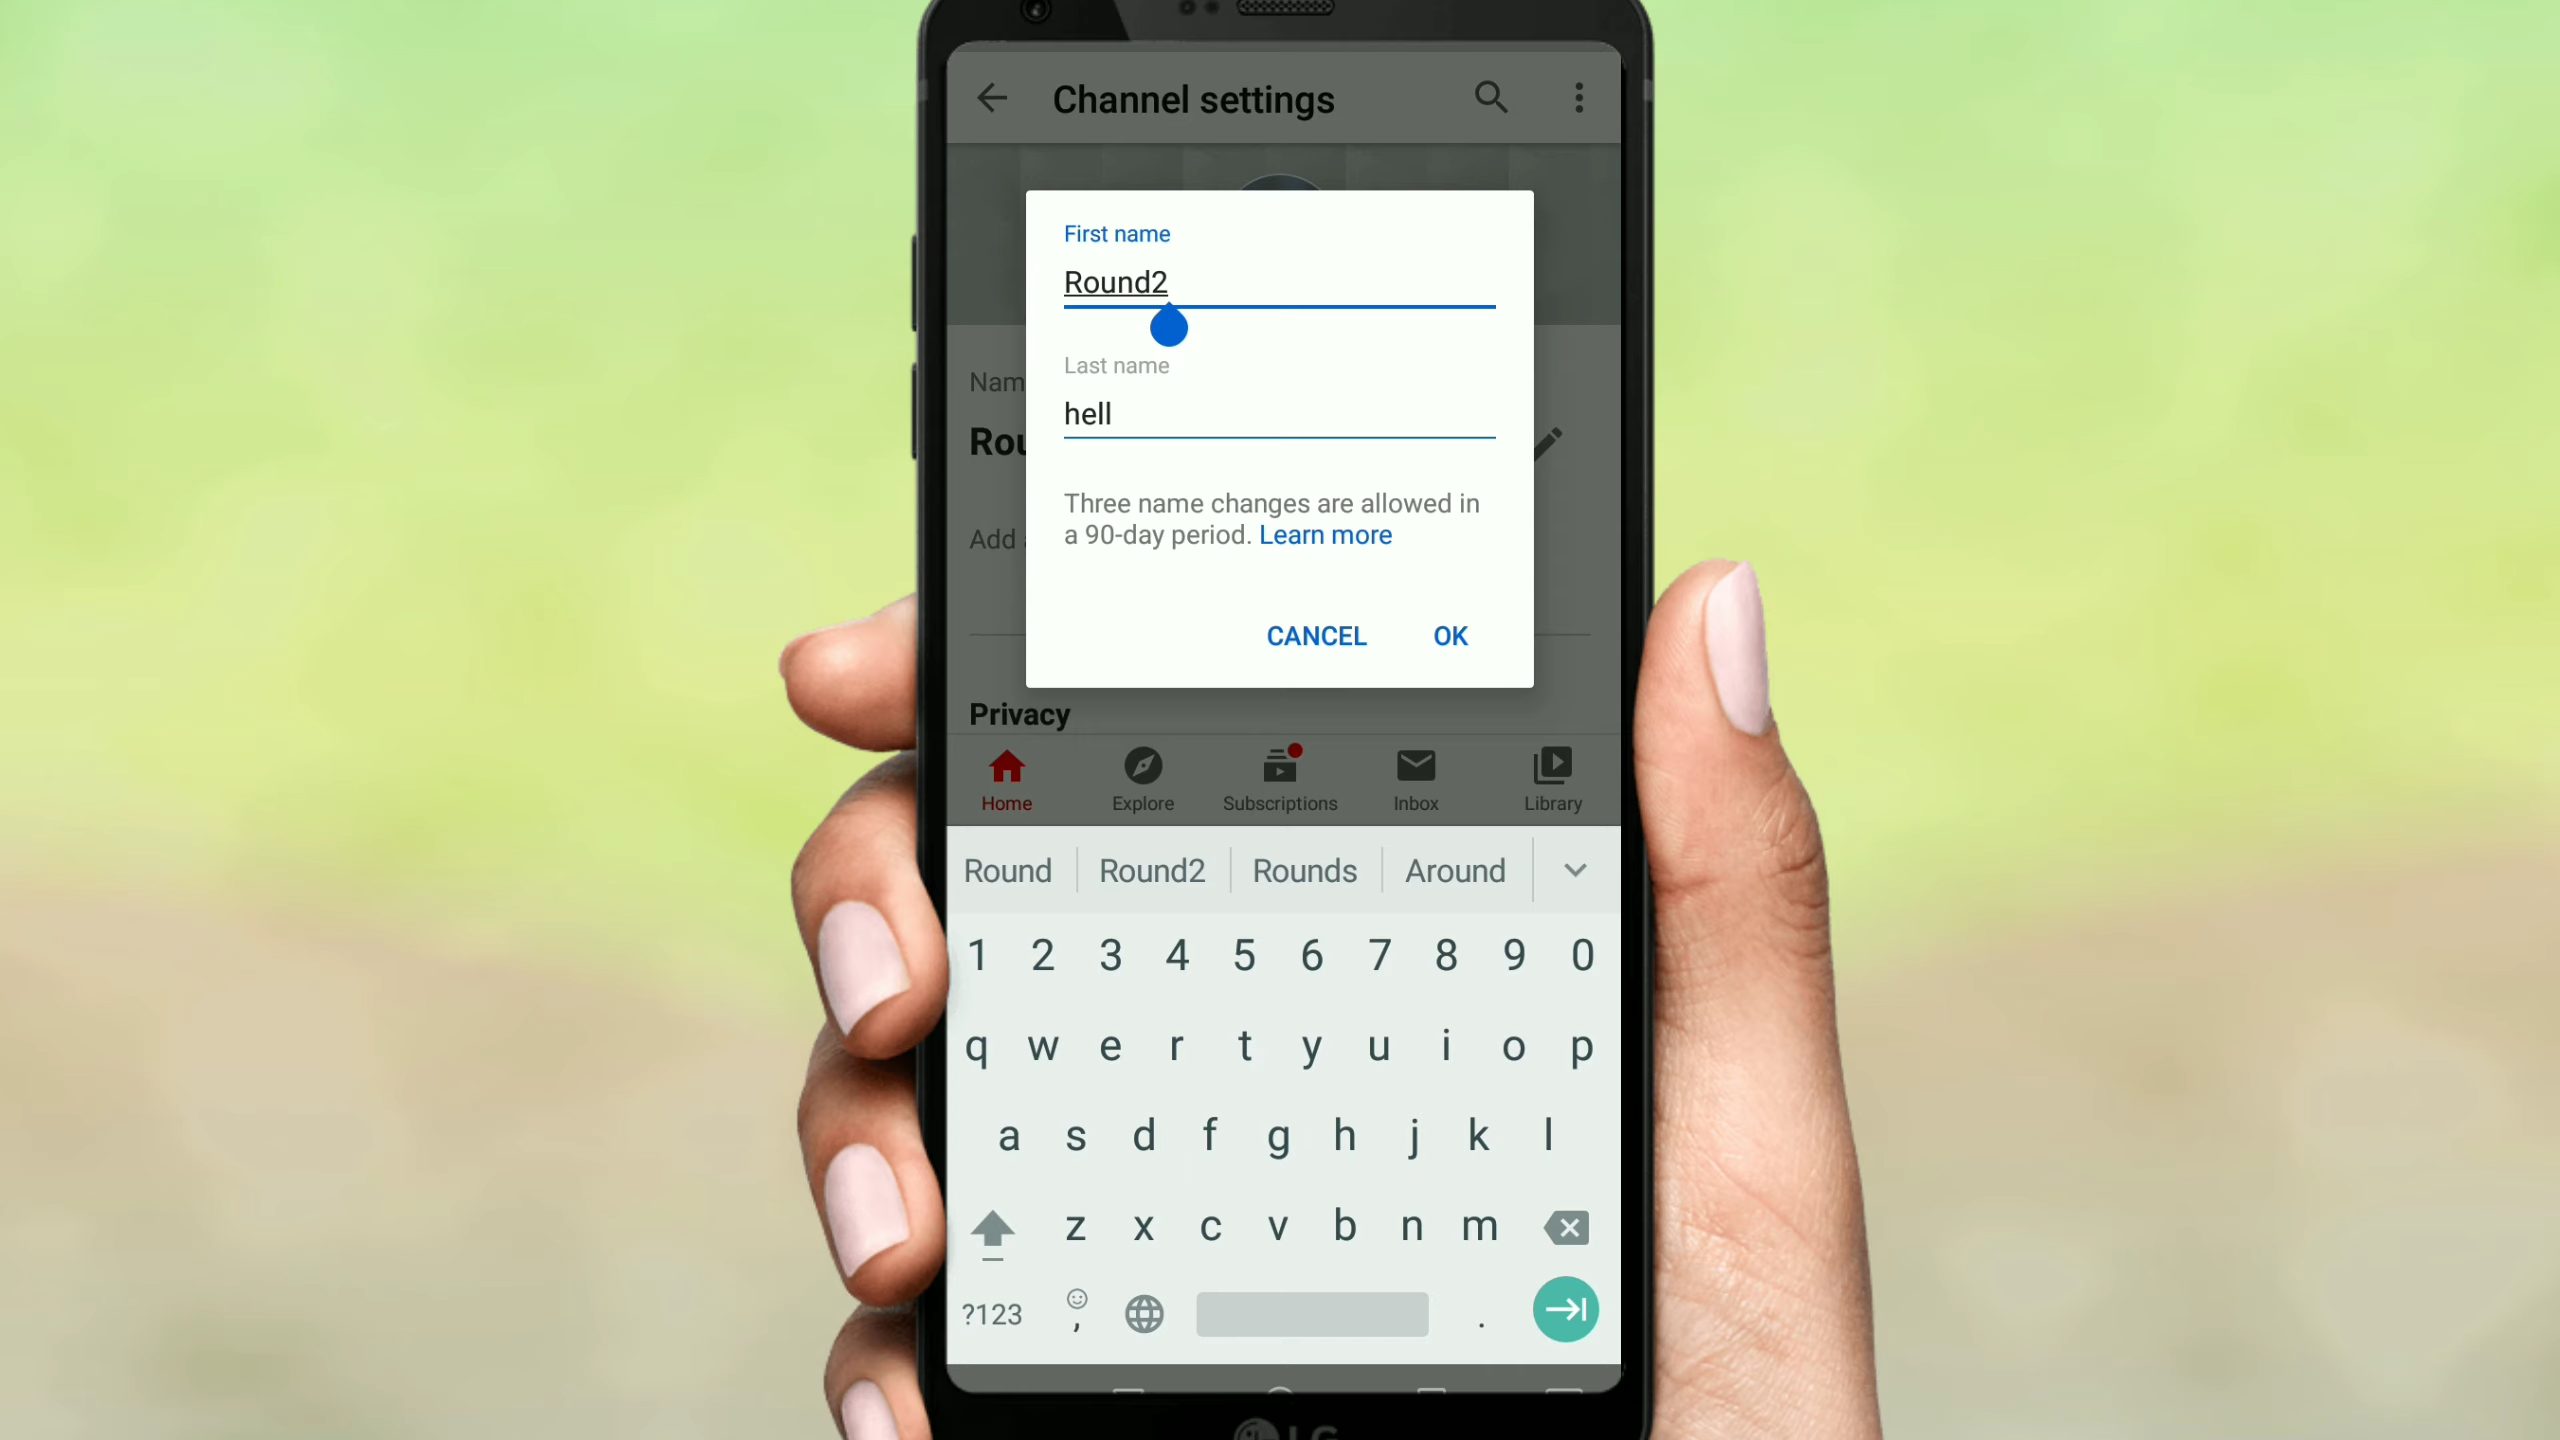 Channel settings
First name
Round2
Last name
hell
Nam
Rou
Three name changes are allowed in
a 90-day period. Learn more
Add
CANCEL OK
Privacy
Home Explore Subscriptions Inbox Library
Round Round2 Rounds Around
1 2 3 4 5 6 7 8 9 0
q w e r t y u i o p
a s d f g h j k l
z x c v b n m
?123 , .
LG